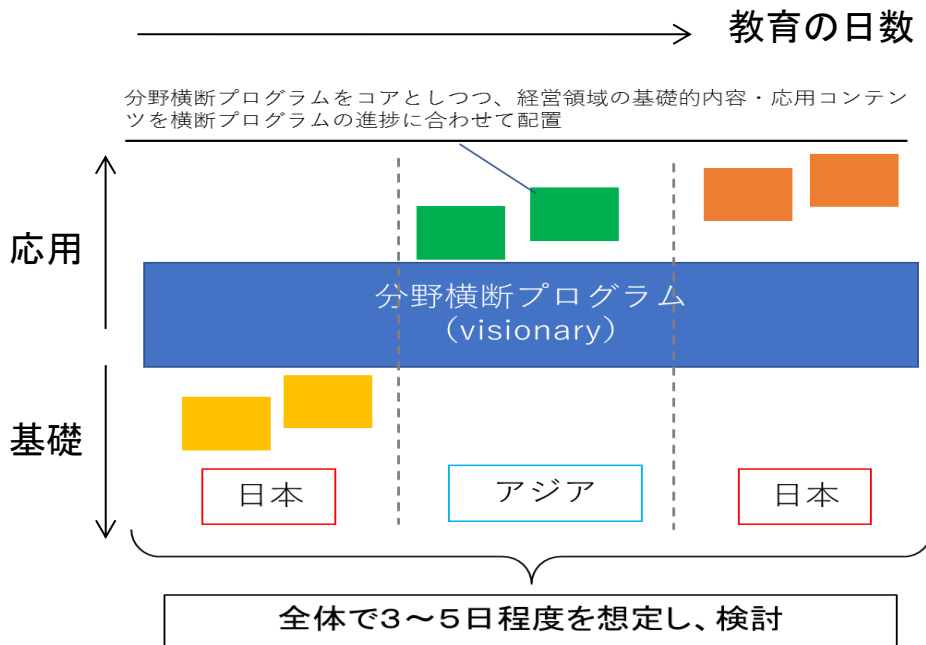 教育の日数
分野横断プログラムをコアとしつつ、経営領域の基礎的内容・応用コンテン
ツを横断プログラムの進捗に合わせて配置
応用
分野横断プログラム
(visionary)
基礎
日本
アジア
日本
全体で3~5日程度を想定し、検討